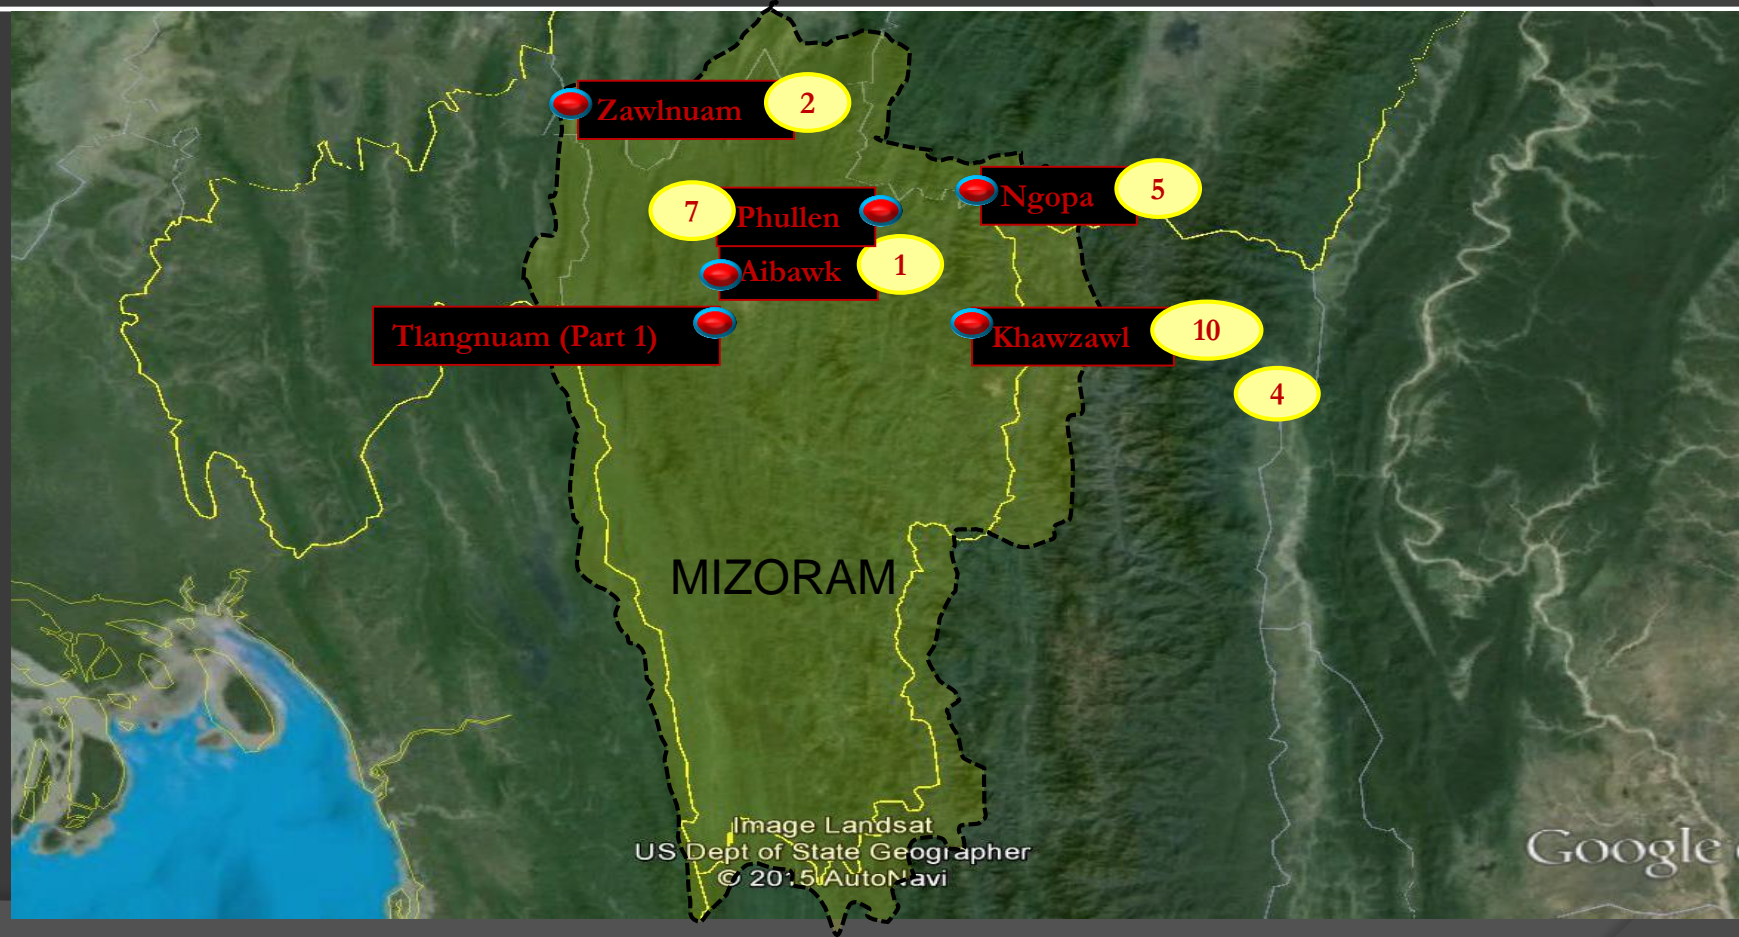 Zawlnuam 2
Ngopa 5
7 Phullen
Aibawk 1
Tlangnuam (Part 1)
Khawzawl 10
4
MIZORAM
Image Landsat
US Dept of State Geographer
© 2015 AutoNavi
Google